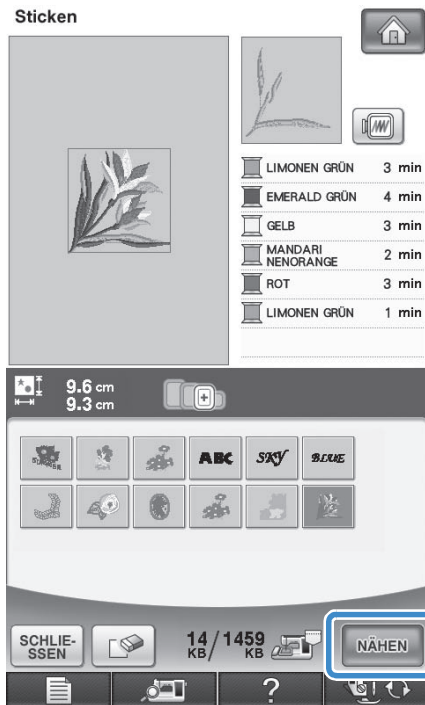 Sticken
LIMONEN GRÜN 3 min
EMERALD GRÜN 4 min
GELB 3 min
MANDARI
NENORANGE 2 min
ROT 3 min
LIMONEN GRÜN 1 min
9.6 cm
9.3 cm
SUMMER
ABC
SKY
BLUE
SCHLIE-
SSEN
14/1459
KB KB
NÄHEN
?